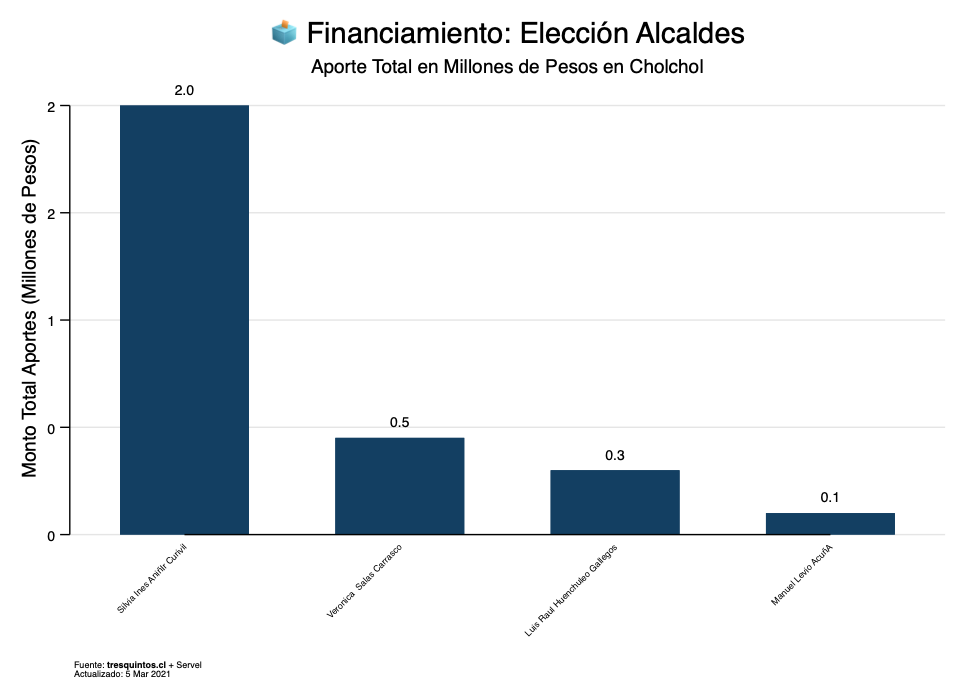 Financiamiento: Elección Alcaldes
Aporte Total en Millones de Pesos en Cholchol
Monto Total Aportes (Millones de Pesos)
2
2
1
0
0
2.0
0.5
0.3
0.1
Silvia Ines Aniñir Curivil
Veronica Salas Carrasco
Luis Raul Huenchuleo Gallegos
Manuel Levio AcuñA
Fuente: tresquintos.cl + Servel
Actualizado: 5 Mar 2021